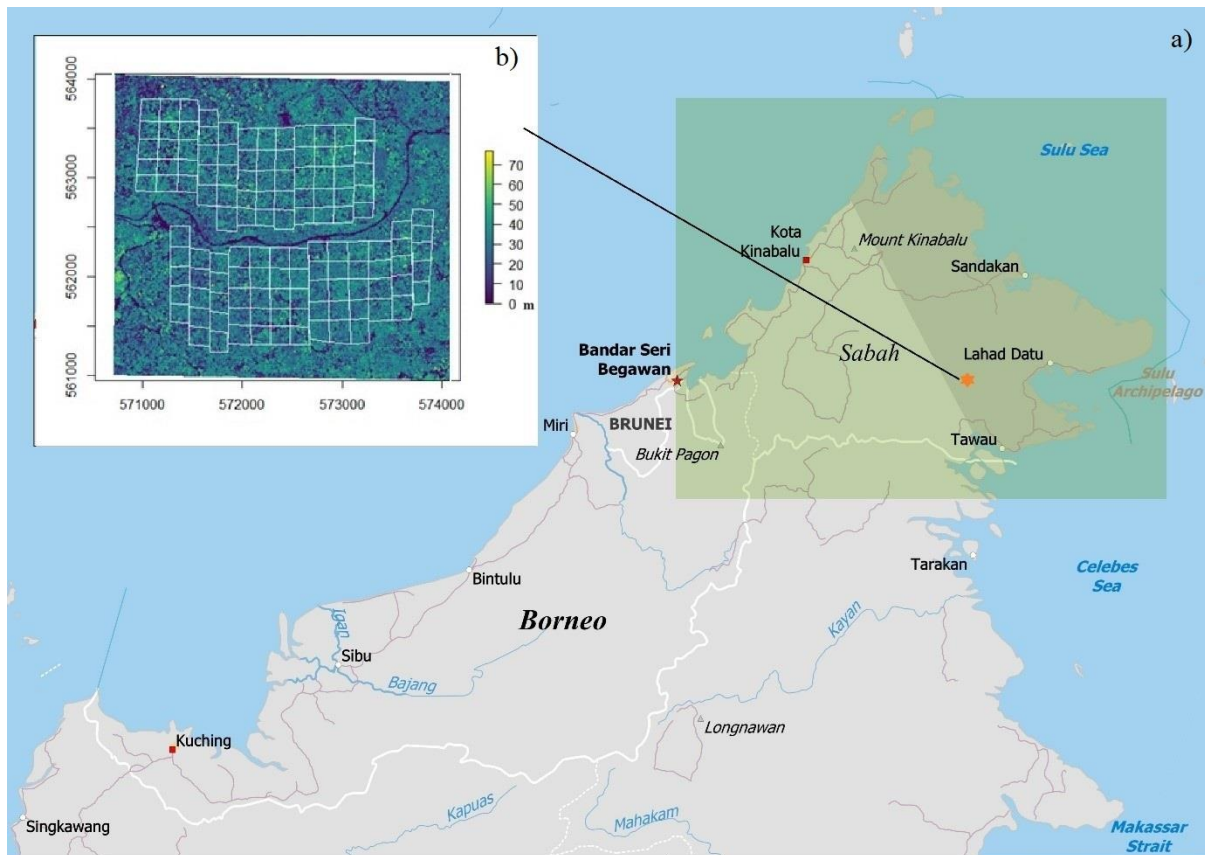 b)
a)
564000
563000
562000
561000
571000
572000
573000
574000
70
60
50
40
30
20
10
0 m
Sulu Sea
Kota
Kinabalu
Mount Kinabalu
Sandakan
Sabah
Lahad Datu
Bandar Seri
Begawan
Sulu
Archipelago
Miri
BRUNEI
Bukit Pagon
Tawau
Tarakan
Celebes
Sea
Bintulu
Borneo
Kayan
Igan
Sibu
Bajang
Longnawan
Kuching
Kapuas
Mahakam
Singkawang
Makassar
Strait